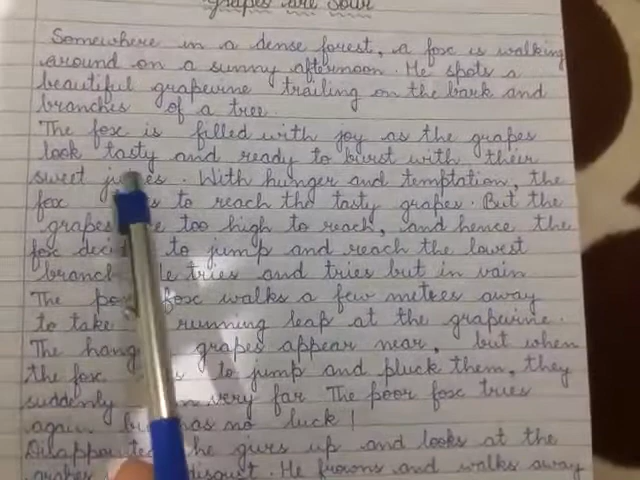 grapes are sour
Somewhere in a dense forest, a fox is walking
around on a sunny afternoon. He spots a
beautiful grapevine trailing on the bark and
branches of a tree.
The fox is filled with joy as the grapes
look tasty and ready to burst with their
sweet juices. With hunger and temptation, the
fox to reach the tasty grapes. But the
grapes too high to reach, and hence the
fox to jump and reach the lowest
branch tries and tries but in vain
The poor fox walks a few metres away
to take running leap at the grapevine.
The grapes appear near, but when
the fox to jump and pluck them, they
suddenly very far The poor fox tries
again has no luck!
Disappointed he gives up and looks at the
grapes disgust. He frowns and walks away